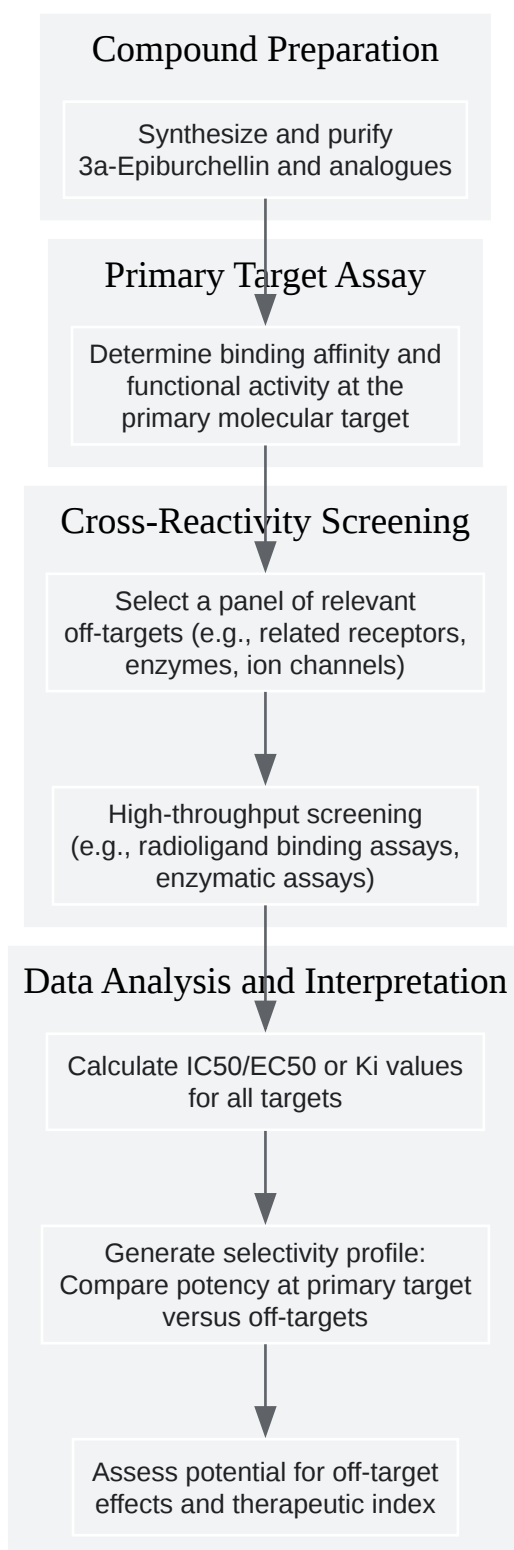 Compound Preparation
Synthesize and purify
3a-Epiburchellin and analogues
Primary Target Assay
Determine binding affinity and
functional activity at the
primary molecular target
Cross-Reactivity Screening
Select a panel of relevant
off-targets (e.g., related receptors,
enzymes, ion channels)
High-throughput screening
(e.g., radioligand binding assays,
enzymatic assays)
Data Analysis and Interpretation
Calculate IC50/EC50 or Ki values
for all targets
Generate selectivity profile:
Compare potency at primary target
versus off-targets
Assess potential for off-target
effects and therapeutic index